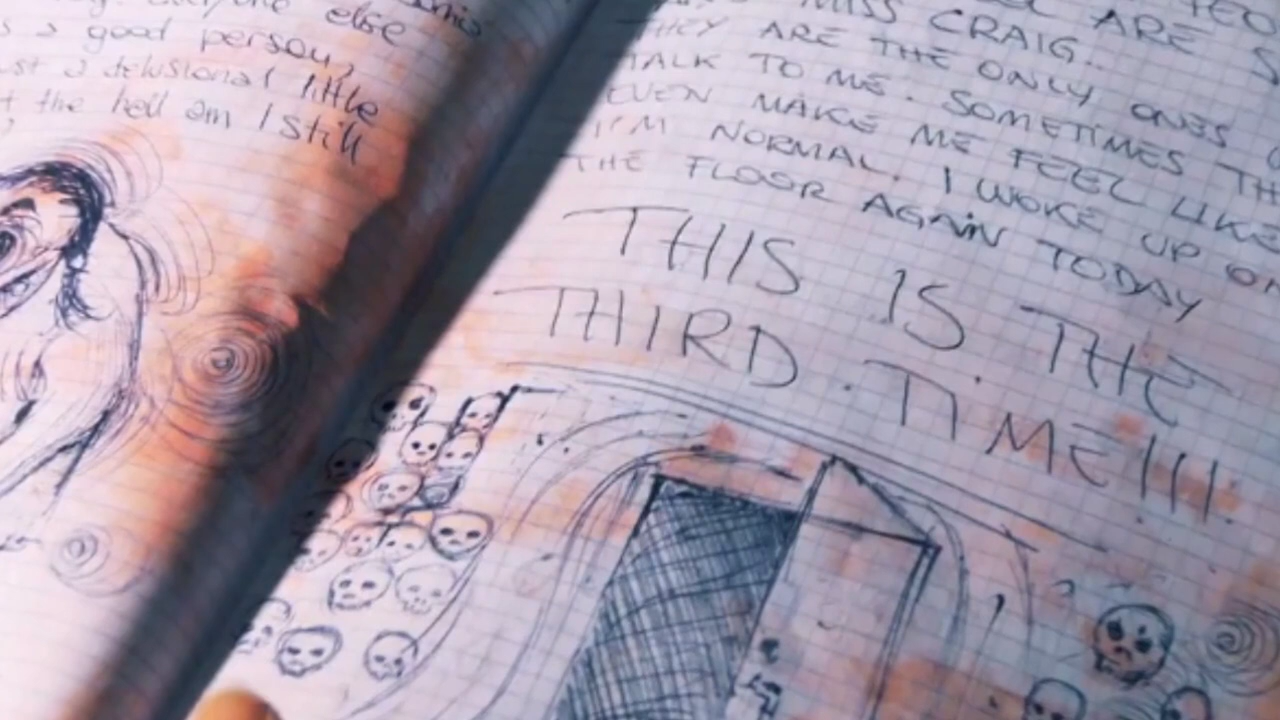 else
s a good person,
ust a delusional little
t the hell am I still
ARE
MISS CRAIG..
THEY ARE THE ONLY ONES
TALK TO ME. SOMETIMES TH
EVEN MAKE ME FEEL LIKE
I'M NORMAL. I WOKE UP ON
THE FLOOR AGAIN TODAY
THIS IS THE
THIRD TIME!!!